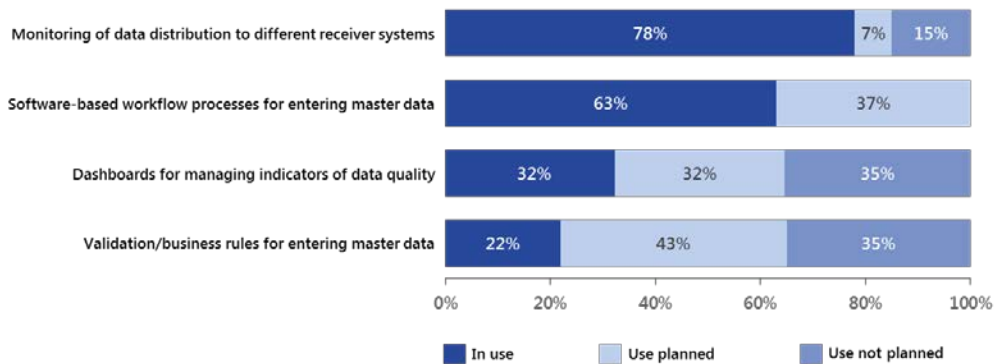 Monitoring of data distribution to different receiver systems 78% 7% 15%
Software-based workflow processes for entering master data 63% 37%
Dashboards for managing indicators of data quality 32% 32% 35%
Validation/business rules for entering master data 22% 43% 35%
0% 20% 40% 60% 80% 100%
In use Use planned Use not planned